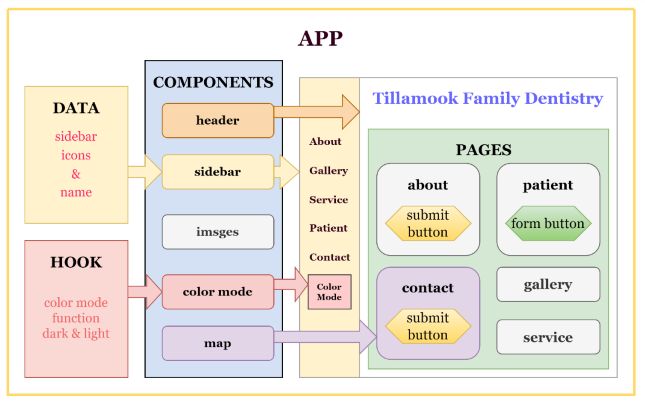 APP
DATA
sidebar
icons
&
name
HOOK
color mode
function
dark & light
COMPONENTS
header
sidebar
imsges
color mode
map
About
Gallery
Service
Patient
Contact
Color
Mode
Tillamook Family Dentistry
PAGES
about
submit
button
patient
form button
contact
submit
button
gallery
service